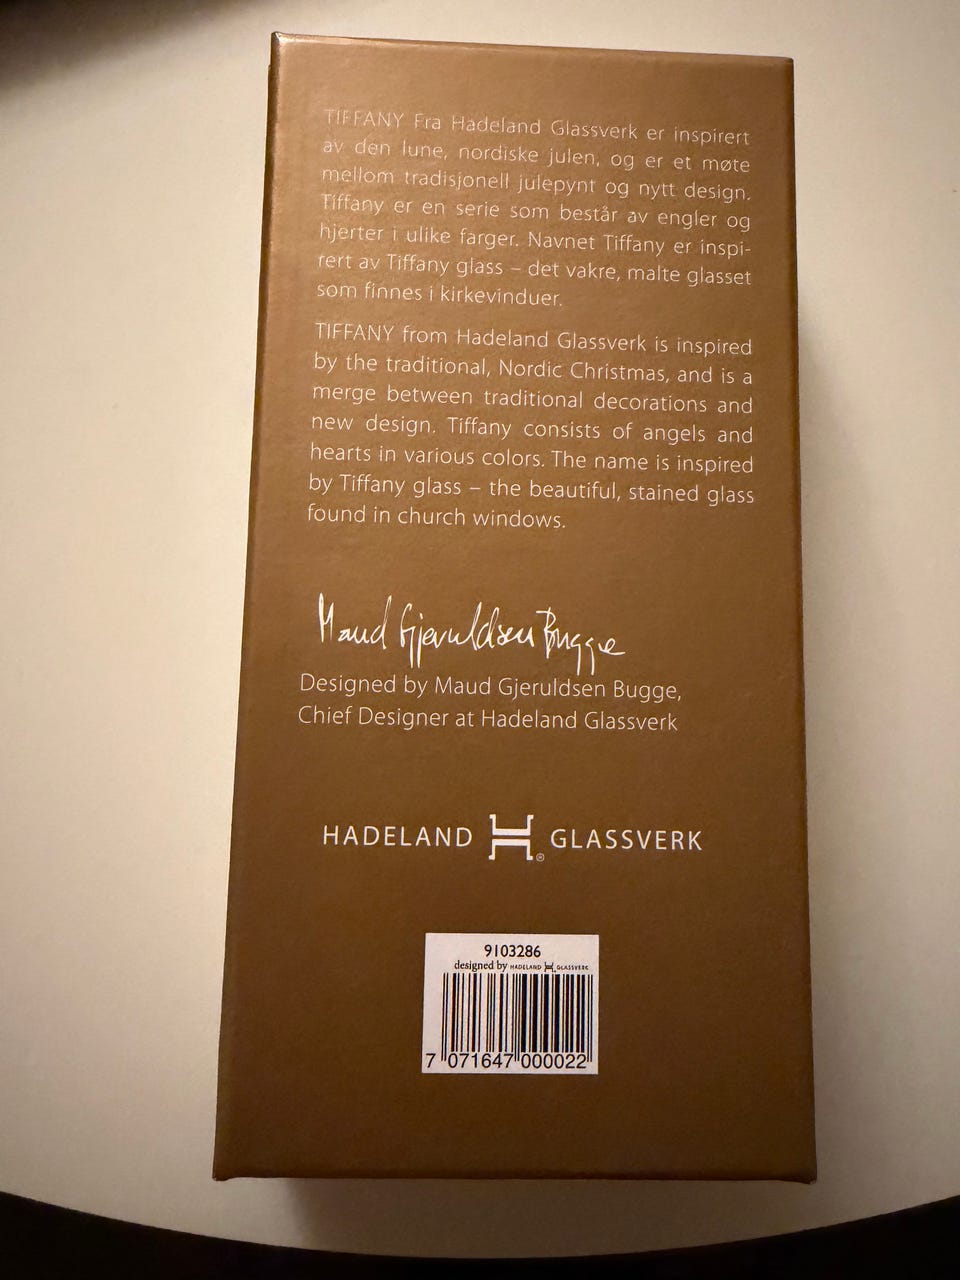 TIFFANY Fra Hadeland Glassverk er inspirert
av den lune, nordiske julen, og er et møte
mellom tradisjonell julepynt og nytt design.
Tiffany er en serie som består av engler og
hjerter i ulike farger. Navnet Tiffany er inspi-
rert av Tiffany glass – det vakre, malte glasset
som finnes i kirkevinduer.
TIFFANY from Hadeland Glassverk is inspired
by the traditional, Nordic Christmas, and is a
merge between traditional decorations and
new design. Tiffany consists of angels and
hearts in various colors. The name is inspired
by Tiffany glass – the beautiful, stained glass
found in church windows.
Maud Gjeruldsen Bugge
Designed by Maud Gjeruldsen Bugge,
Chief Designer at Hadeland Glassverk
HADELAND H® GLASSVERK
9103286
designed by HADELAND H GLASSVERK
7 071647 000022